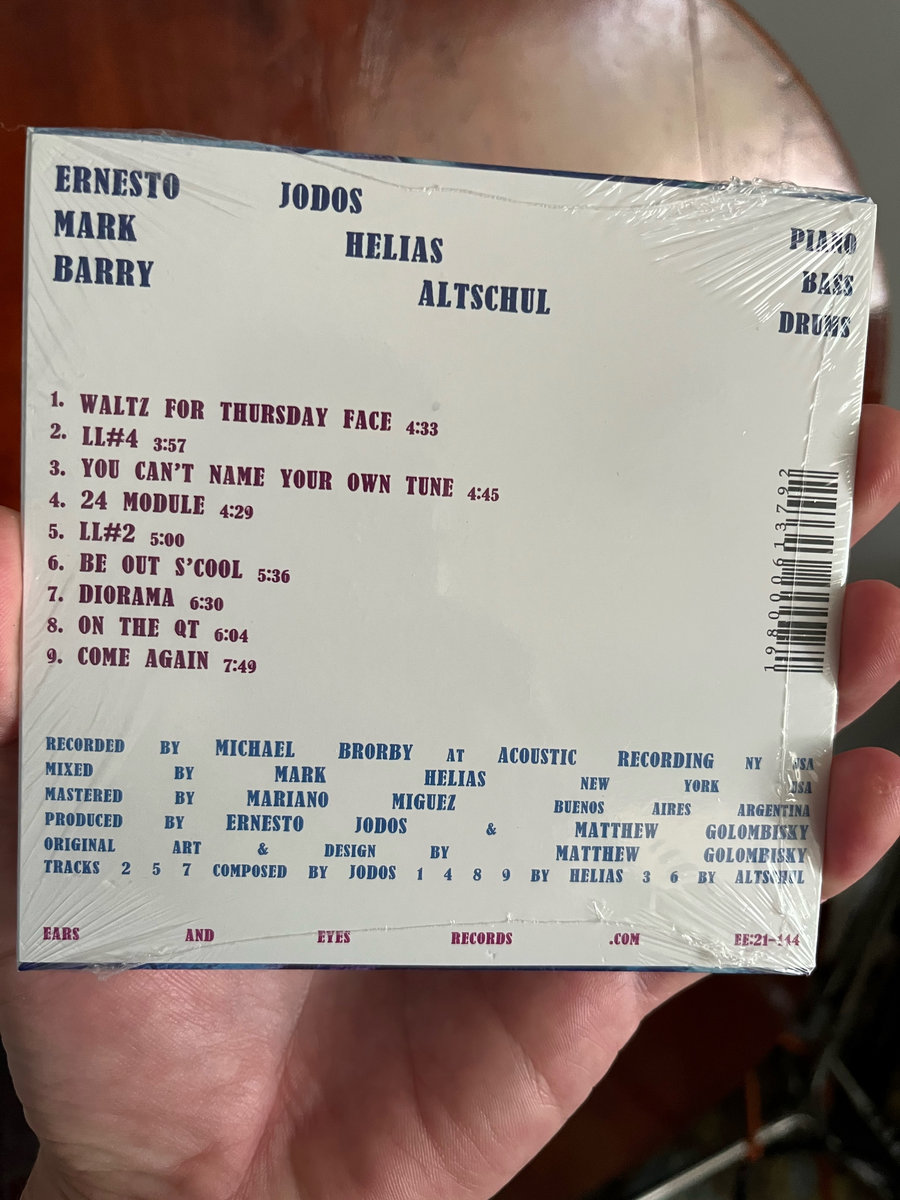 ERNESTO JODOS PIANO
MARK HELIAS BASS
BARRY ALTSCHUL DRUMS
1. WALTZ FOR THURSDAY FACE 4:33
2. LL#4 3:57
3. YOU CAN'T NAME YOUR OWN TUNE 4:45
4. 24 MODULE 4:29
5. LL#2 5:00
6. BE OUT S'COOL 5:36
7. DIORAMA 6:30
8. ON THE QT 6:04
9. COME AGAIN 7:49
198000613792
RECORDED BY MICHAEL BRORBY AT ACOUSTIC RECORDING NY USA
MIXED BY MARK HELIAS NEW YORK USA
MASTERED BY MARIANO MIGUEZ BUENOS AIRES ARGENTINA
PRODUCED BY ERNESTO JODOS & MATTHEW GOLOMBISKY
ORIGINAL ART & DESIGN BY MATTHEW GOLOMBISKY
TRACKS 2 5 7 COMPOSED BY JODOS 1 4 8 9 BY HELIAS 3 6 BY ALTSCHUL
EARS AND EYES RECORDS .COM EE:21-144